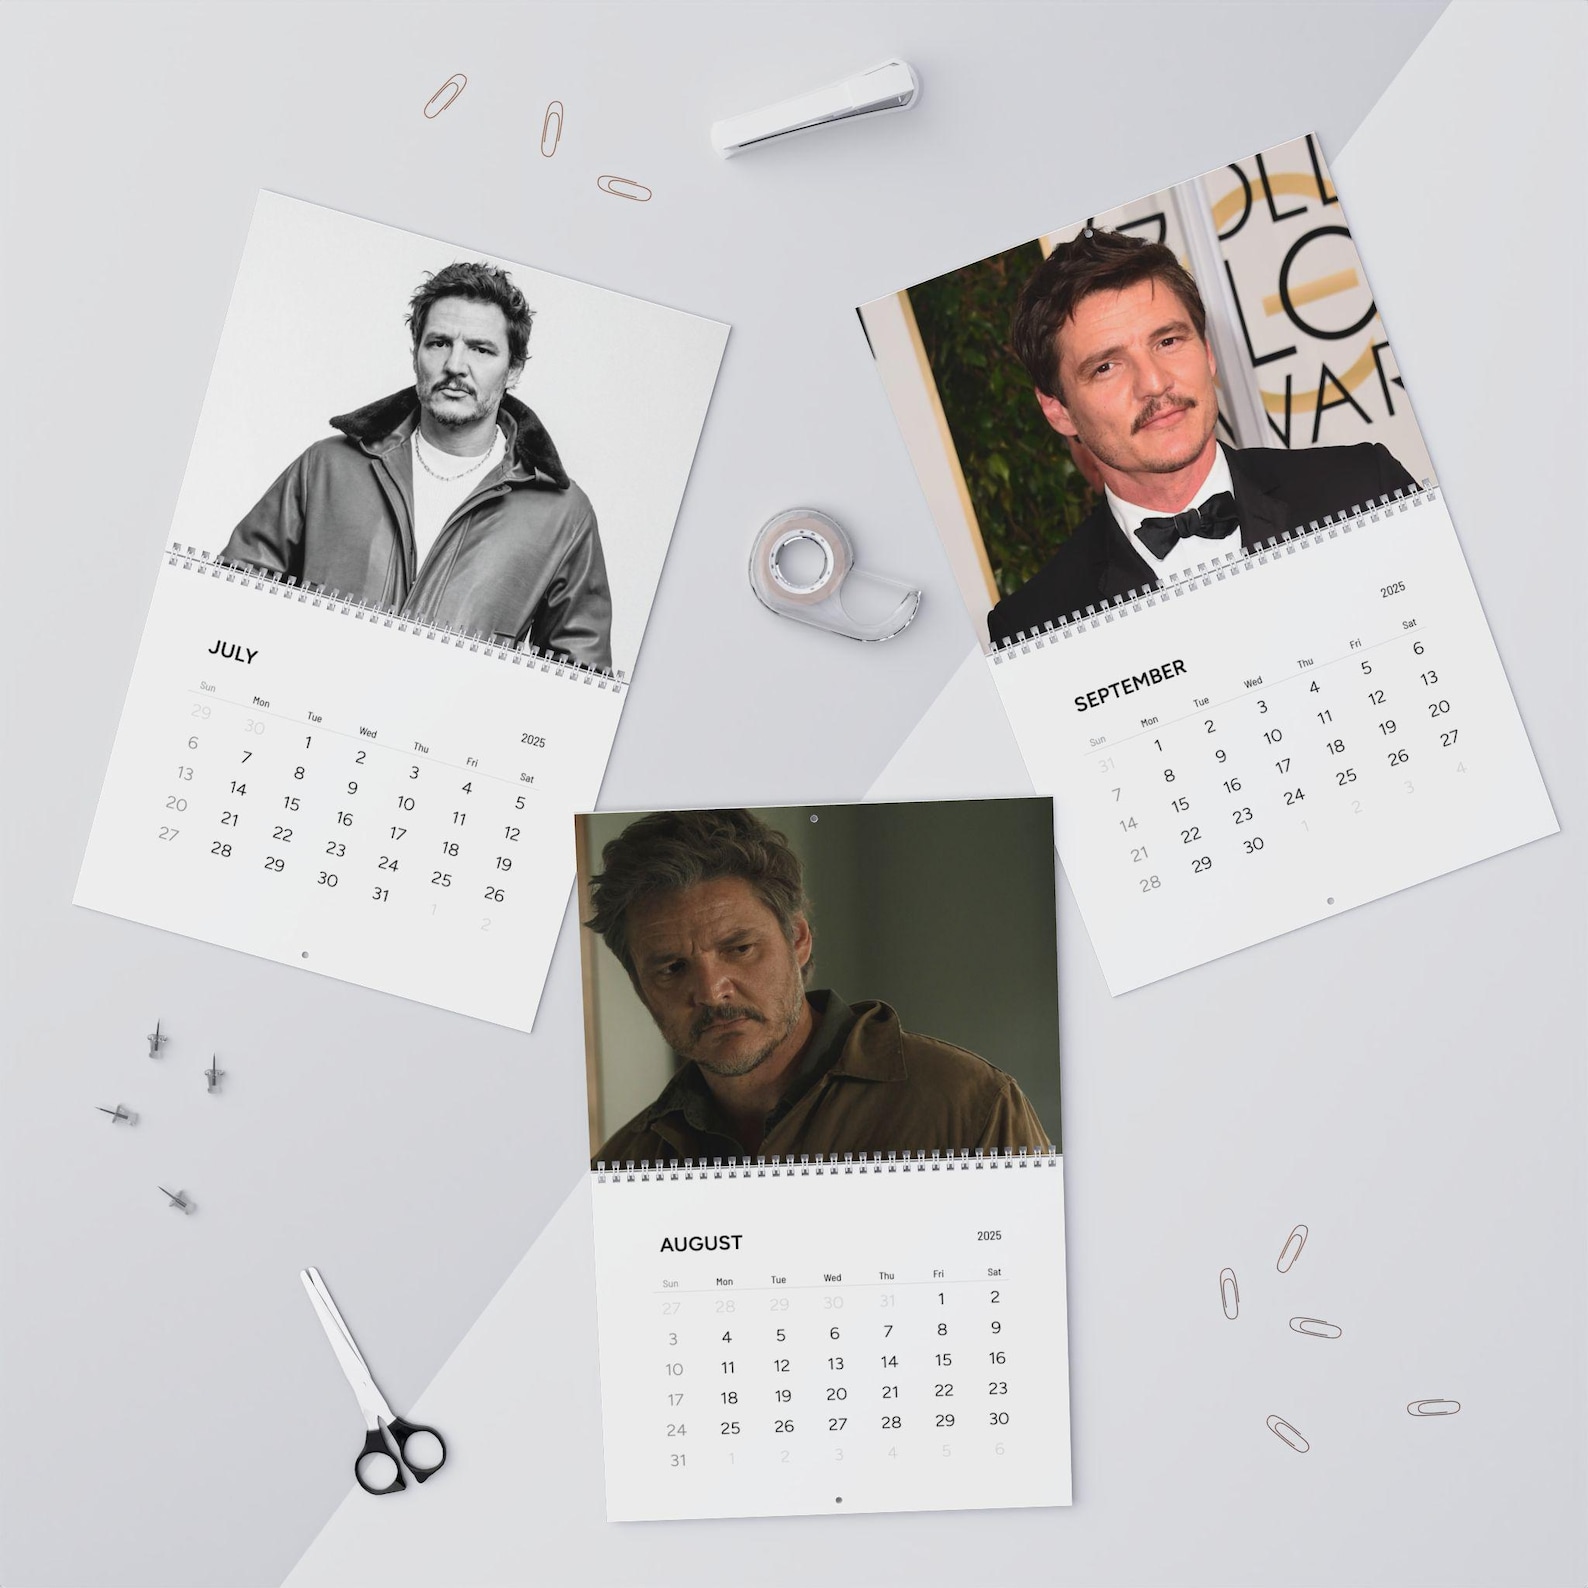 JULY
2025
Sun Mon Tue Wed Thu Fri Sat
29 30 1 2 3 4 5
6 7 8 9 10 11 12
13 14 15 16 17 18 19
20 21 22 23 24 25 26
27 28 29 30 31 1 2
OLL
LO
WAR
SEPTEMBER
2025
Sun Mon Tue Wed Thu Fri Sat
31 1 2 3 4 5 6
7 8 9 10 11 12 13
14 15 16 17 18 19 20
21 22 23 24 25 26 27
28 29 30 1 2 3 4
AUGUST
2025
Sun Mon Tue Wed Thu Fri Sat
27 28 29 30 31 1 2
3 4 5 6 7 8 9
10 11 12 13 14 15 16
17 18 19 20 21 22 23
24 25 26 27 28 29 30
31 1 2 3 4 5 6